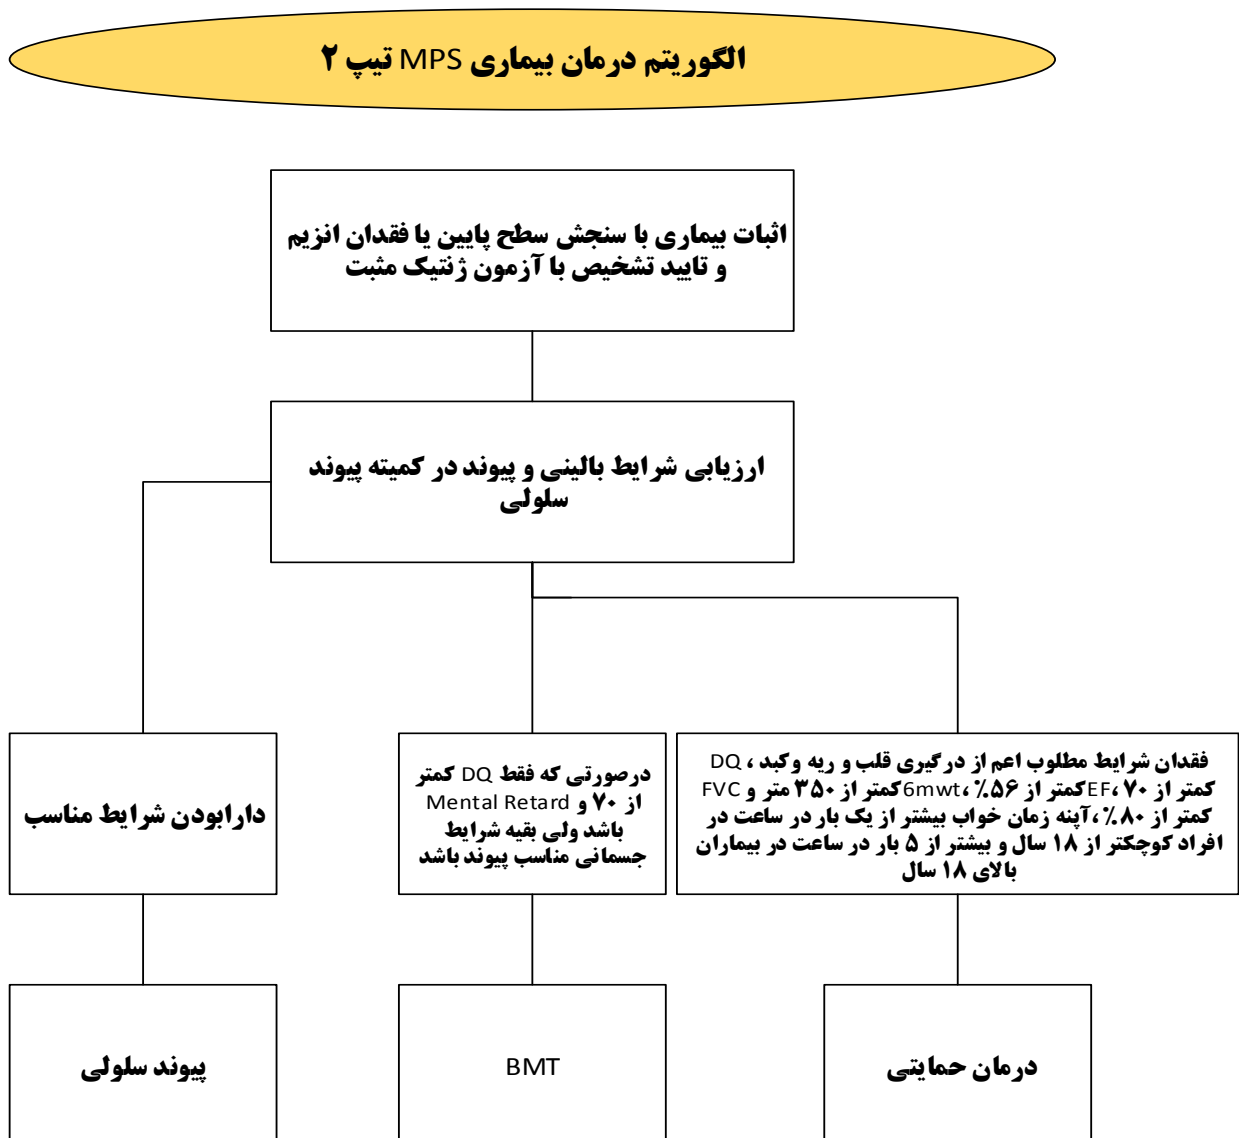 الگوریتم درمان بیماری MPS تیپ ۲
اثبات بیماری با سنجش سطح پایین یا فقدان انزیم
و تایید تشخیص با آزمون ژنتیک مثبت
ارزیابی شرایط بالینی و پیوند در کمیته پیوند
سلولی
فقدان شرایط مطلوب اعم از درگیری قلب و ریه وکبد ، DQ
کمتر از ۷۰ ،EFکمتر از ۵۶٪ ،6mwtکمتر از ۳۵۰ متر و FVC
کمتر از ۸۰٪ ،آپنه زمان خواب بیشتر از یک بار در ساعت در
افراد کوچکتر از ۱۸ سال و بیشتر از ۵ بار در ساعت در بیماران
بالای ۱۸ سال
درصورتی که فقط DQ کمتر
از ۷۰ و Mental Retard
باشد ولی بقیه شرایط
جسمانی مناسب پیوند باشد
دارابودن شرایط مناسب
درمان حمایتی
BMT
پیوند سلولی